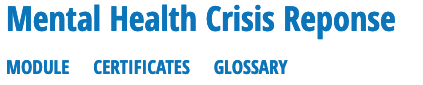 Mental Health Crisis Reponse
MODULE CERTIFICATES GLOSSARY